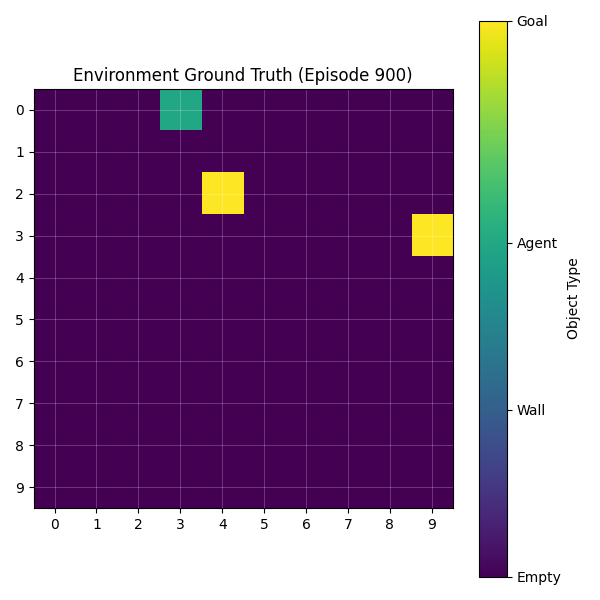 Environment Ground Truth (Episode 900)
0
1
2
3
4
5
6
7
8
9
0 1 2 3 4 5 6 7 8 9
Goal
Agent
Wall
Empty
Object Type